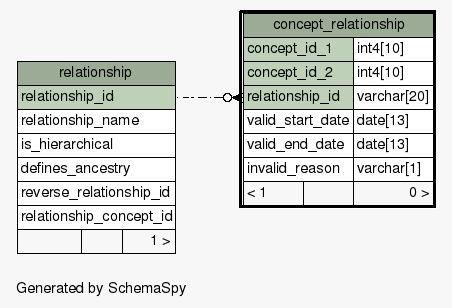 relationship
relationship_id
relationship_name
is_hierarchical
defines_ancestry
reverse_relationship_id
relationship_concept_id
1 >
concept_relationship
concept_id_1 int4[10]
concept_id_2 int4[10]
relationship_id varchar[20]
valid_start_date date[13]
valid_end_date date[13]
invalid_reason varchar[1]
< 1 0 >
Generated by SchemaSpy